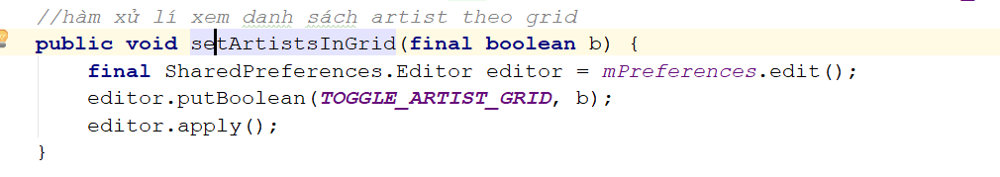 //hàm xử lí xem danh sách artist theo grid
public void setArtistsInGrid(final boolean b) {
final SharedPreferences.Editor editor = mPreferences.edit();
editor.putBoolean(TOGGLE_ARTIST_GRID, b);
editor.apply();
}